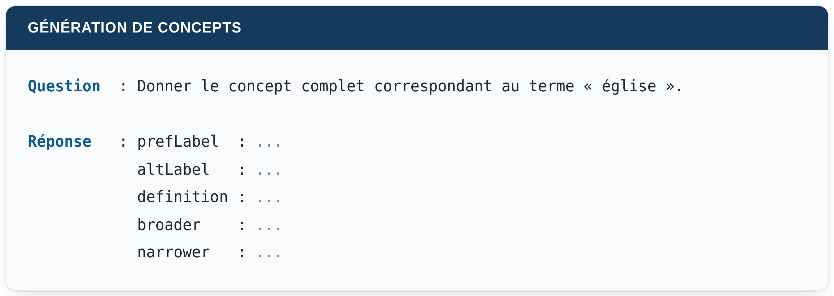 GÉNÉRATION DE CONCEPTS
Question : Donner le concept complet correspondant au terme « église ».
Réponse : prefLabel : ...
altLabel : ...
definition : ...
broader : ...
narrower : ...